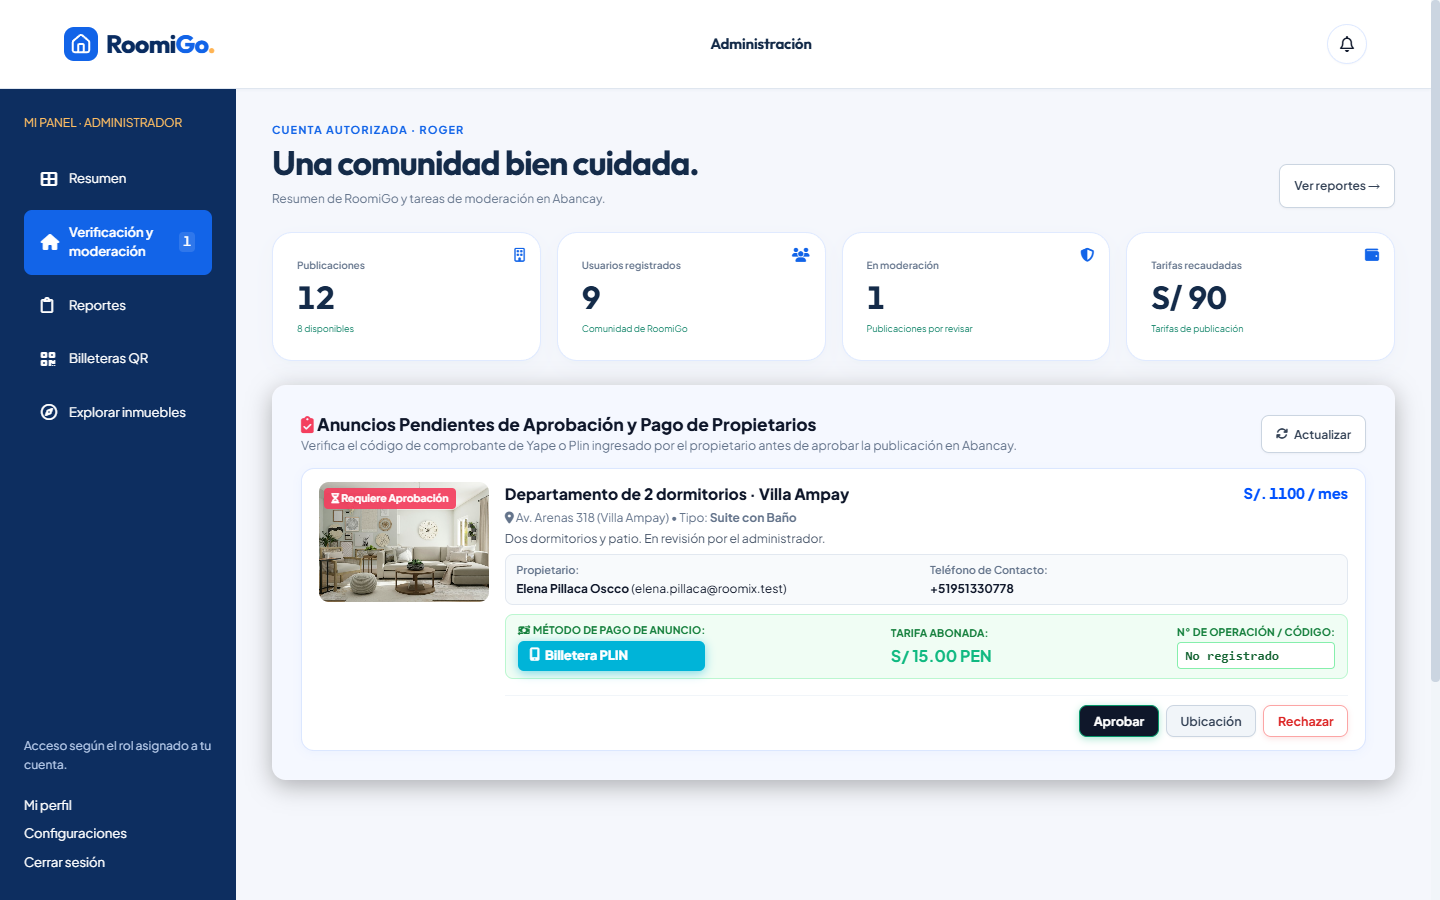 RoomiGo.
Administración
MI PANEL · ADMINISTRADOR
Resumen
Verificación y
moderación
1
Reportes
Billeteras QR
Explorar inmuebles
Acceso según el rol asignado a tu
cuenta.
Mi perfil
Configuraciones
Cerrar sesión
CUENTA AUTORIZADA · ROGER
Una comunidad bien cuidada.
Resumen de RoomiGo y tareas de moderación en Abancay.
Ver reportes →
Publicaciones
12
8 disponibles
Usuarios registrados
9
Comunidad de RoomiGo
En moderación
1
Publicaciones por revisar
Tarifas recaudadas
S/ 90
Tarifas de publicación
Anuncios Pendientes de Aprobación y Pago de Propietarios
Verifica el código de comprobante de Yape o Plin ingresado por el propietario antes de aprobar la publicación en Abancay.
Actualizar
Requiere Aprobación
Departamento de 2 dormitorios · Villa Ampay
S/. 1100 / mes
Av. Arenas 318 (Villa Ampay) • Tipo: Suite con Baño
Dos dormitorios y patio. En revisión por el administrador.
Propietario:
Elena Pillaca Oscco (elena.pillaca@roomix.test)
Teléfono de Contacto:
+51951330778
MÉTODO DE PAGO DE ANUNCIO:
Billetera PLIN
TARIFA ABONADA:
S/ 15.00 PEN
N° DE OPERACIÓN / CÓDIGO:
No registrado
Aprobar
Ubicación
Rechazar